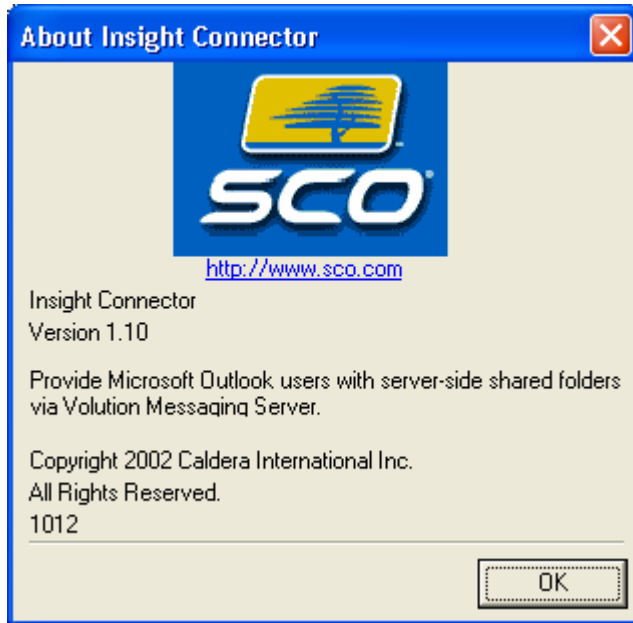 About Insight Connector
SCO
http://www.sco.com
Insight Connector
Version 1.10
Provide Microsoft Outlook users with server-side shared folders
via Volution Messaging Server.
Copyright 2002 Caldera International Inc.
All Rights Reserved.
1012
OK